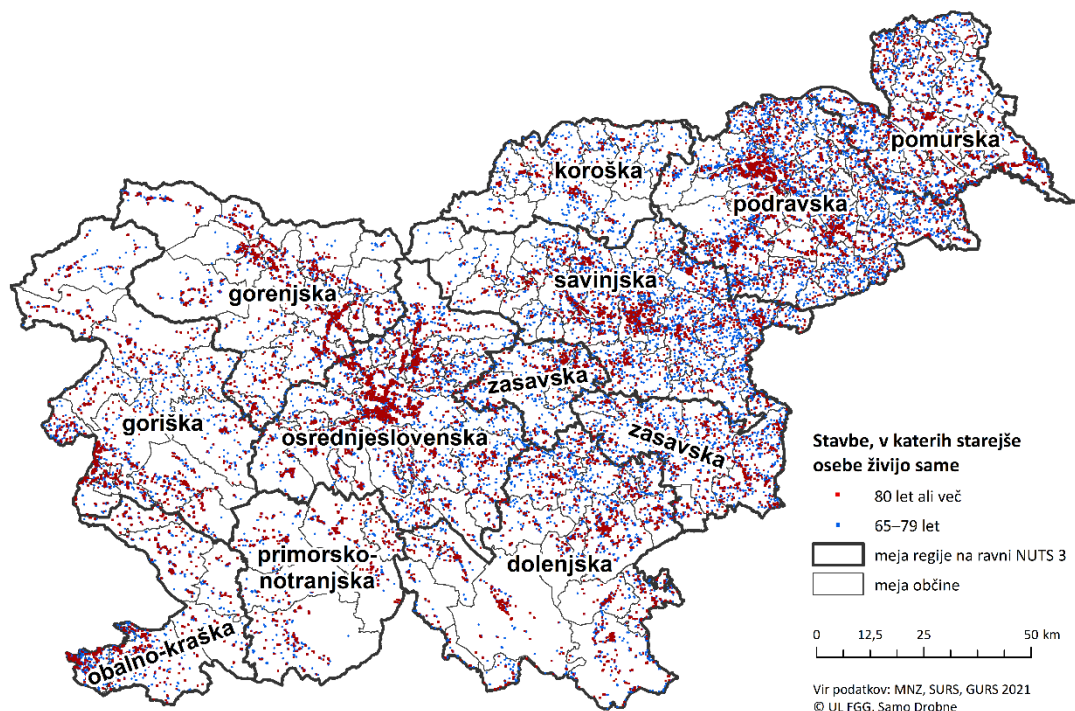 pomurska
koroška
podravska
savinjska
gorenjska
zasavska
goriška
osrednjeslovenska
zasavska
primorsko-
notranjska
dolenjska
obalno-kraška
Stavbe, v katerih starejše
osebe živijo same
80 let ali več
65–79 let
meja regije na ravni NUTS 3
meja občine
0 12,5 25 50 km
Vir podatkov: MNZ, SURS, GURS 2021
© UL FGG, Samo Drobne